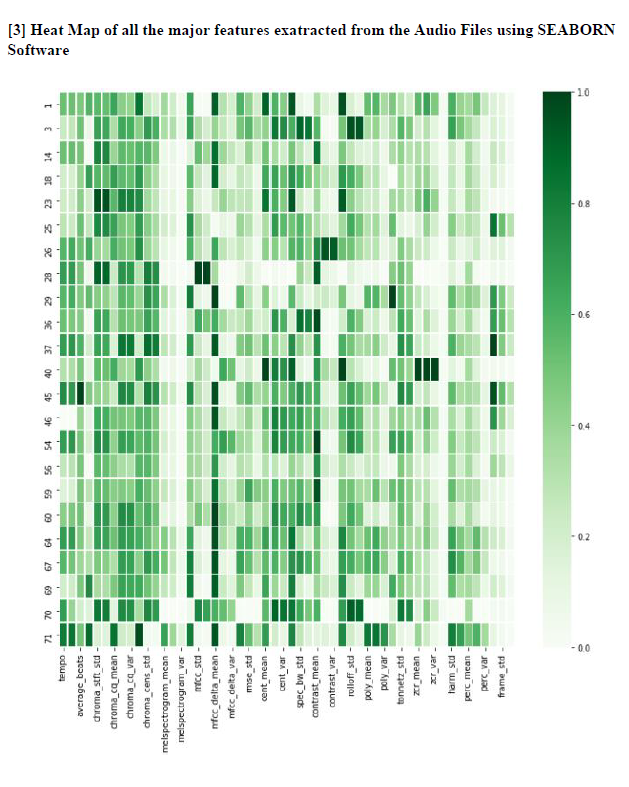 [3] Heat Map of all the major features exatracted from the Audio Files using SEABORN
Software
1
3
14
18
23
25
26
28
29
36
37
40
45
46
54
56
59
60
64
67
69
70
71
1.0
0.8
0.6
0.4
0.2
0.0
tempo
average_beats
chroma_stft_std
chroma_cq_mean
chroma_cq_var
chroma_cens_std
melspectrogram_mean
melspectrogram_var
mfcc_std
mfcc_delta_mean
mfcc_delta_var
rmse_std
cent_mean
cent_var
spec_bw_std
contrast_mean
contrast_var
rolloff_std
poly_mean
poly_var
tonnetz_std
zcr_mean
zcr_var
harm_std
perc_mean
perc_var
frame_std